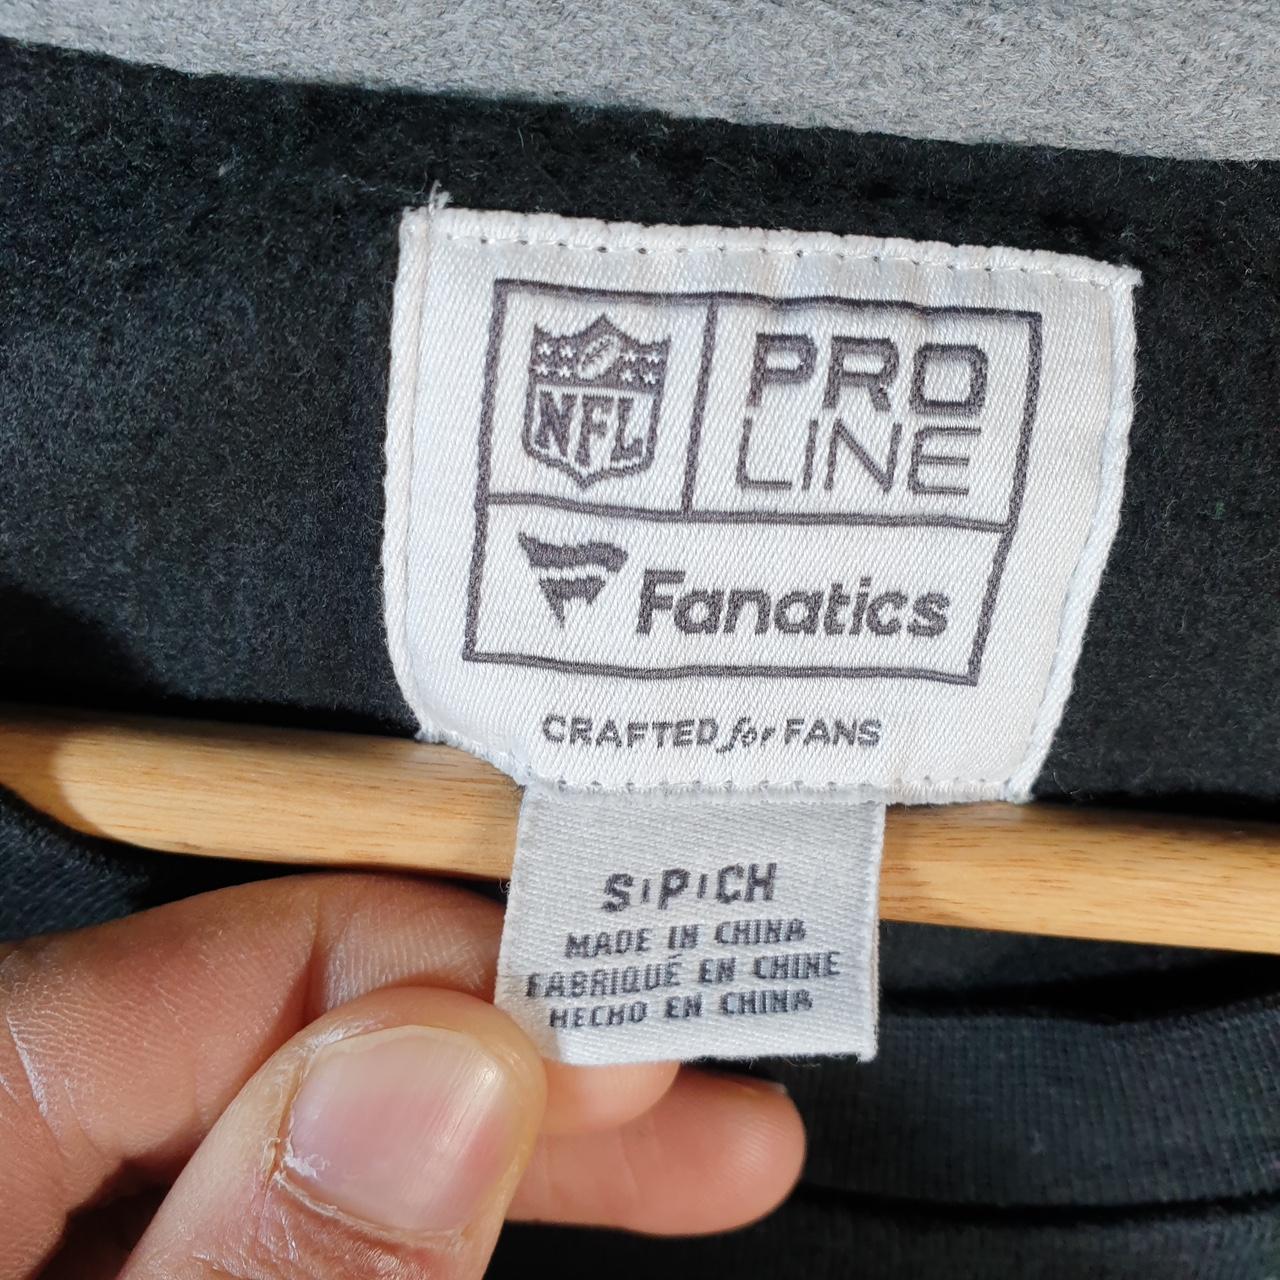 NFL
PRO
LINE
Fanatics
CRAFTED for FANS
S|P|CH
MADE IN CHINA
FABRIQUÉ EN CHINE
HECHO EN CHINA